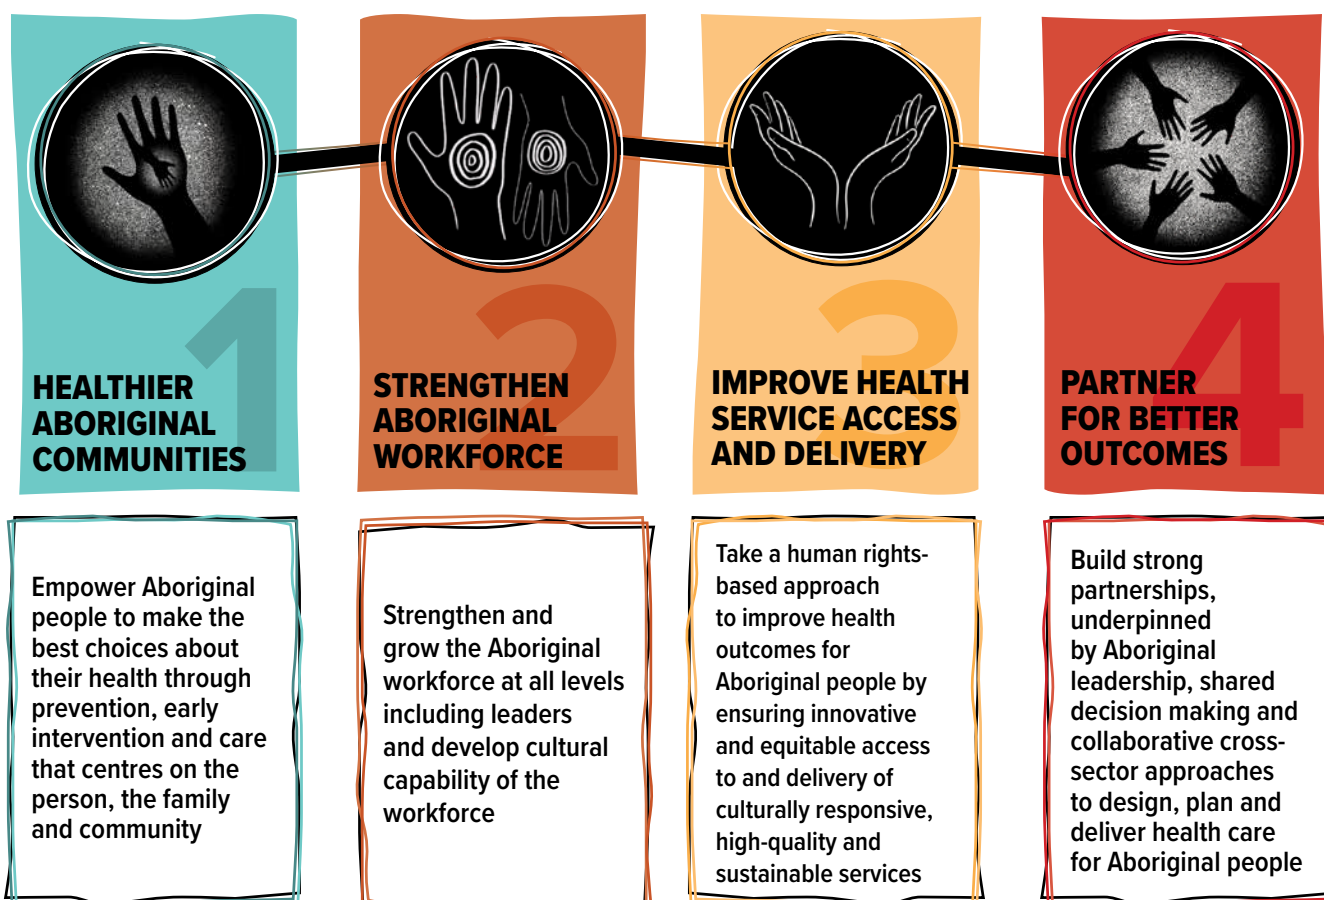 1
HEALTHIER
ABORIGINAL
COMMUNITIES
2
STRENGTHEN
ABORIGINAL
WORKFORCE
3
IMPROVE HEALTH
SERVICE ACCESS
AND DELIVERY
4
PARTNER
FOR BETTER
OUTCOMES
Empower Aboriginal
people to make the
best choices about
their health through
prevention, early
intervention and care
that centres on the
person, the family
and community
Strengthen and
grow the Aboriginal
workforce at all levels
including leaders
and develop cultural
capability of the
workforce
Take a human rights-
based approach
to improve health
outcomes for
Aboriginal people by
ensuring innovative
and equitable access
to and delivery of
culturally responsive,
high-quality and
sustainable services
Build strong
partnerships,
underpinned
by Aboriginal
leadership, shared
decision making and
collaborative cross-
sector approaches
to design, plan and
deliver health care
for Aboriginal people